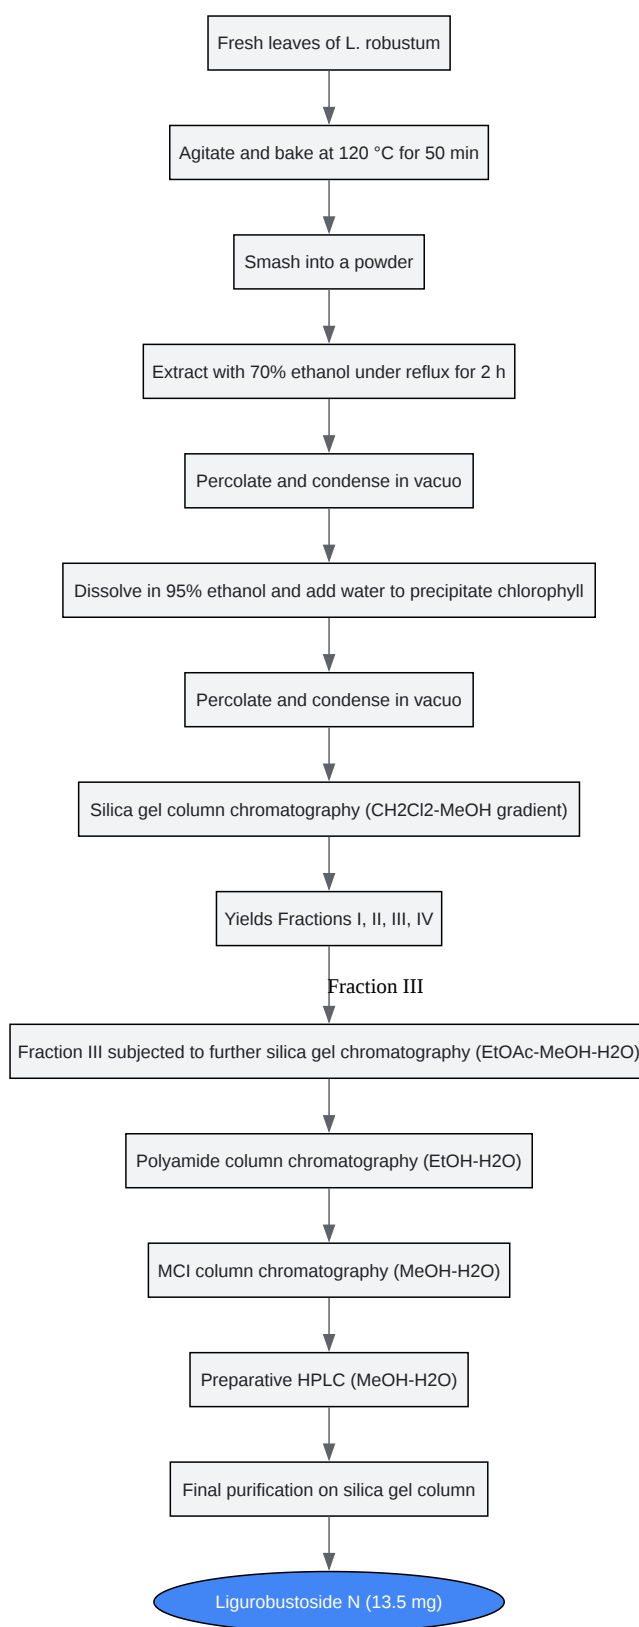 Fresh leaves of L. robustum
Agitate and bake at 120 °C for 50 min
Smash into a powder
Extract with 70% ethanol under reflux for 2 h
Percolate and condense in vacuo
Dissolve in 95% ethanol and add water to precipitate chlorophyll
Percolate and condense in vacuo
Silica gel column chromatography (CH2Cl2-MeOH gradient)
Yields Fractions I, II, III, IV
Fraction III
Fraction III subjected to further silica gel chromatography (EtOAc-MeOH-H2O)
Polyamide column chromatography (EtOH-H2O)
MCI column chromatography (MeOH-H2O)
Preparative HPLC (MeOH-H2O)
Final purification on silica gel column
Ligurobustoside N (13.5 mg)